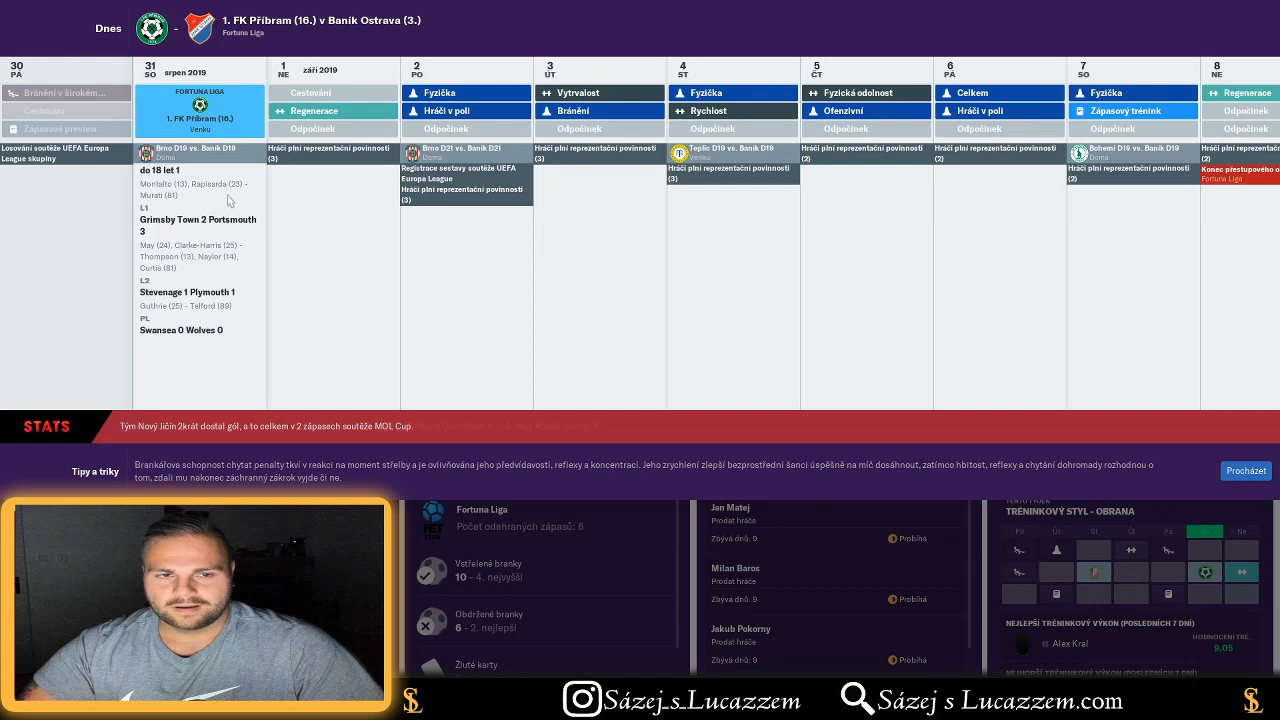 Dnes
-
1. FK Příbram (16.) v Baník Ostrava (3.)
Fortuna Liga
30
PÁ
31
SO
srpen 2019
1
NE
září 2019
2
PO
3
ÚT
4
ST
5
ČT
6
PÁ
7
SO
8
NE
Bránění v širokém...
Cestování
Zápasové preview
FORTUNA LIGA
1. FK Příbram (16.)
Venku
Cestování
Regenerace
Odpočinek
Fyzička
Hráči v poli
Odpočinek
Vytrvalost
Bránění
Odpočinek
Fyzička
Rychlost
Odpočinek
Fyzická odolnost
Ofenzivní
Odpočinek
Celkem
Hráči v poli
Odpočinek
Fyzička
Zápasový trénink
Odpočinek
Regenerace
Odpočinek
Odpočinek
Losování soutěže UEFA Europa
League skupiny
Brno D19 vs. Baník D19
Doma
Hráči plní reprezentační povinnosti
(3)
Brno D21 vs. Baník D21
Doma
Registrace sestavy soutěže UEFA
Europa League
Hráči plní reprezentační povinnosti
(3)
Hráči plní reprezentační povinnosti
(3)
Teplic D19 vs. Baník D19
Venku
Hráči plní reprezentační povinnosti
(3)
Hráči plní reprezentační povinnosti
(2)
Hráči plní reprezentační povinnosti
(2)
Bohemi D19 vs. Baník D19
Doma
Hráči plní reprezentační povinnosti
(2)
Hráči plní reprezentační
(2)
Konec přestupového o
Fortuna Liga
do 18 let 1
Montalto (13), Rapisarda (23) -
Murati (81)
L1
Grimsby Town 2 Portsmouth
3
May (24), Clarke-Harris (25) -
Thompson (13), Naylor (14),
Curtis (81)
L2
Stevenage 1 Plymouth 1
Guthrie (25) - Telford (89)
PL
Swansea 0 Wolves 0
STATS
Tým Nový Jičín 2krát dostal gól, a to celkem v 2 zápasech soutěže MOL Cup.
Tipy a triky
Brankářova schopnost chytat penalty tkví v reakci na moment střelby a je ovlivňována jeho předvídavostí, reflexy a koncentrací. Jeho zrychlení zlepší bezprostřední šanci úspěšně na míč dosáhnout, zatímco hbitost, reflexy a chytání dohromady rozhodnou o
tom, zdali mu nakonec záchranný zákrok vyjde či ne.
Procházet
HET
LIGA
Fortuna Liga
Počet odehraných zápasů: 6
Vstřelené branky
10 - 4. nejvyšší
Obdržené branky
6 - 2. nejlepší
Žluté karty
Jan Matej
Prodat hráče
Zbývá dnů: 9
Probíhá
Milan Baros
Prodat hráče
Zbývá dnů: 9
Probíhá
Jakub Pokorny
Prodat hráče
Zbývá dnů: 9
Probíhá
TENTO TÝDEN
TRÉNINKOVÝ STYL - OBRANA
Po
Út
St
Čt
Pá
Ne
NEJLEPŠÍ TRÉNINKOVÝ VÝKON (POSLEDNÍCH 7 DNÍ)
Alex Kral
HODNOCENÍ TRÉ...
9,05
NEJHORŠÍ TRÉNINKOVÝ VÝKON (POSLEDNÍCH 7 DNÍ)
Sázej_s_Lucazzem
Sázej s Lucazzem.com